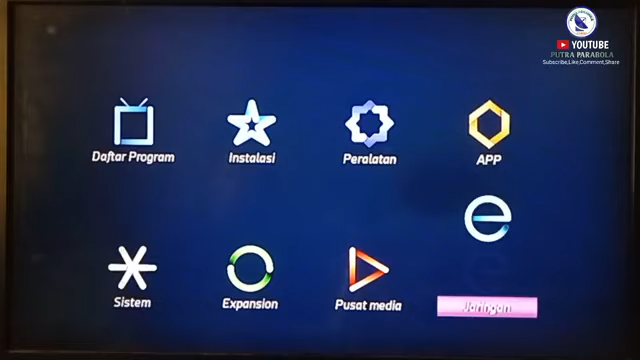 YOUTUBE
PUTRA PARABOLA
Subscribe,Like,Comment,Share
Daftar Program
Instalasi
Peralatan
APP
Sistem
Expansion
Pusat media
Jaringan